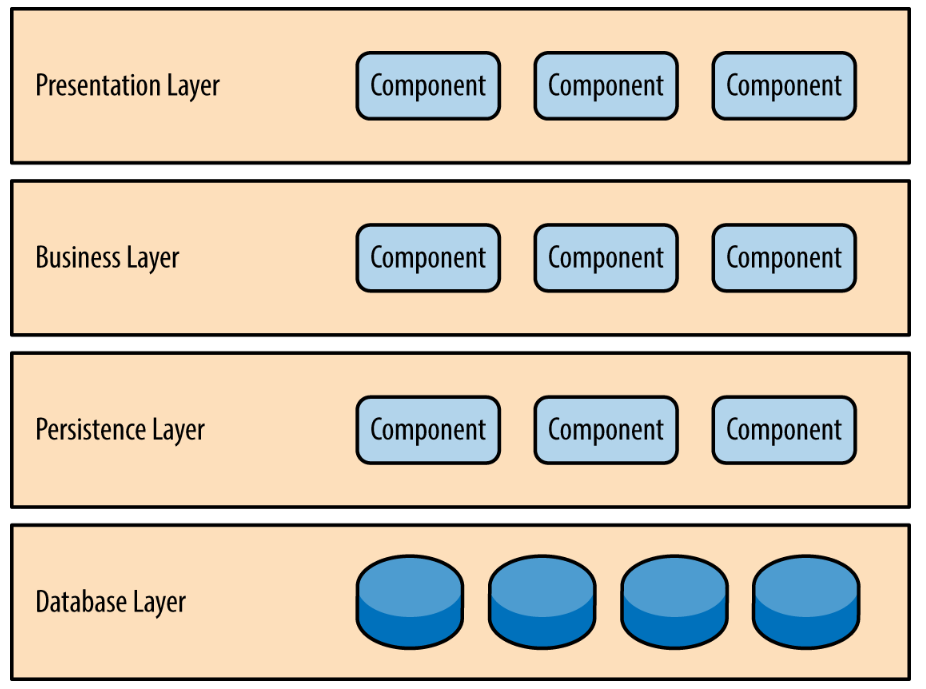 Presentation Layer
Component Component Component
Business Layer
Component Component Component
Persistence Layer
Component Component Component
Database Layer